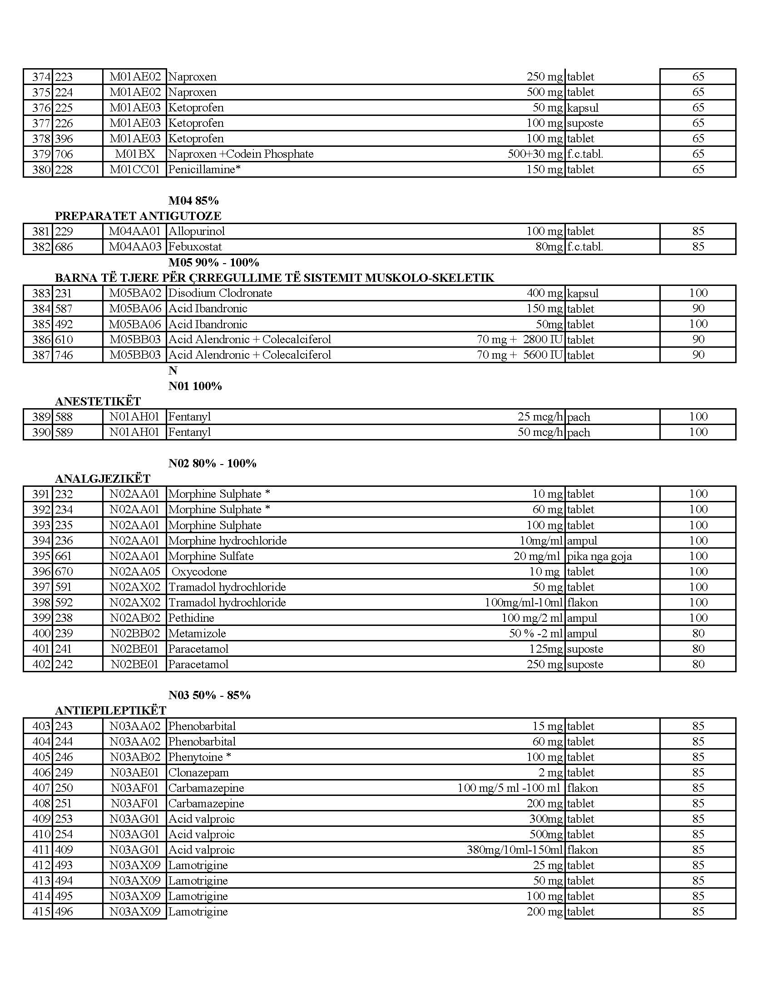 374 223 M01AE02 Naproxen 250 mg tablet 65
375 224 M01AE02 Naproxen 500 mg tablet 65
376 225 M01AE03 Ketoprofen 50 mg kapsul 65
377 226 M01AE03 Ketoprofen 100 mg suposte 65
378 396 M01AE03 Ketoprofen 100 mg tablet 65
379 706 M01BX Naproxen +Codein Phosphate 500+30 mg f.c.tabl. 65
380 228 M01CC01 Penicillamine* 150 mg tablet 65
M04 85%
PREPARATET ANTIGUTOZE
381 229 M04AA01 Allopurinol 100 mg tablet 85
382 686 M04AA03 Febuxostat 80mg f.c.tabl. 85
M05 90% - 100%
BARNA TË TJERE PËR ÇRREGULLIME TË SISTEMIT MUSKOLO-SKELETIK
383 231 M05BA02 Disodium Clodronate 400 mg kapsul 100
384 587 M05BA06 Acid Ibandronic 150 mg tablet 90
385 492 M05BA06 Acid Ibandronic 50mg tablet 100
386 610 M05BB03 Acid Alendronic + Colecalciferol 70 mg + 2800 IU tablet 90
387 746 M05BB03 Acid Alendronic + Colecalciferol 70 mg + 5600 IU tablet 90
N
N01 100%
ANESTETIKËT
389 588 N01AH01 Fentanyl 25 mcg/h pach 100
390 589 N01AH01 Fentanyl 50 mcg/h pach 100
N02 80% - 100%
ANALGJEZIKËT
391 232 N02AA01 Morphine Sulphate * 10 mg tablet 100
392 234 N02AA01 Morphine Sulphate * 60 mg tablet 100
393 235 N02AA01 Morphine Sulphate 100 mg tablet 100
394 236 N02AA01 Morphine hydrochloride 10mg/ml ampul 100
395 661 N02AA01 Morphine Sulfate 20 mg/ml pika nga goja 100
396 670 N02AA05 Oxycodone 10 mg tablet 100
397 591 N02AX02 Tramadol hydrochloride 50 mg tablet 100
398 592 N02AX02 Tramadol hydrochloride 100mg/ml-10ml flakon 100
399 238 N02AB02 Pethidine 100 mg/2 ml ampul 100
400 239 N02BB02 Metamizole 50 % -2 ml ampul 80
401 241 N02BE01 Paracetamol 125mg suposte 80
402 242 N02BE01 Paracetamol 250 mg suposte 80
N03 50% - 85%
ANTIEPILEPTIKËT
403 243 N03AA02 Phenobarbital 15 mg tablet 85
404 244 N03AA02 Phenobarbital 60 mg tablet 85
405 246 N03AB02 Phenytoine * 100 mg tablet 85
406 249 N03AE01 Clonazepam 2 mg tablet 85
407 250 N03AF01 Carbamazepine 100 mg/5 ml -100 ml flakon 85
408 251 N03AF01 Carbamazepine 200 mg tablet 85
409 253 N03AG01 Acid valproic 300mg tablet 85
410 254 N03AG01 Acid valproic 500mg tablet 85
411 409 N03AG01 Acid valproic 380mg/10ml-150ml flakon 85
412 493 N03AX09 Lamotrigine 25 mg tablet 85
413 494 N03AX09 Lamotrigine 50 mg tablet 85
414 495 N03AX09 Lamotrigine 100 mg tablet 85
415 496 N03AX09 Lamotrigine 200 mg tablet 85